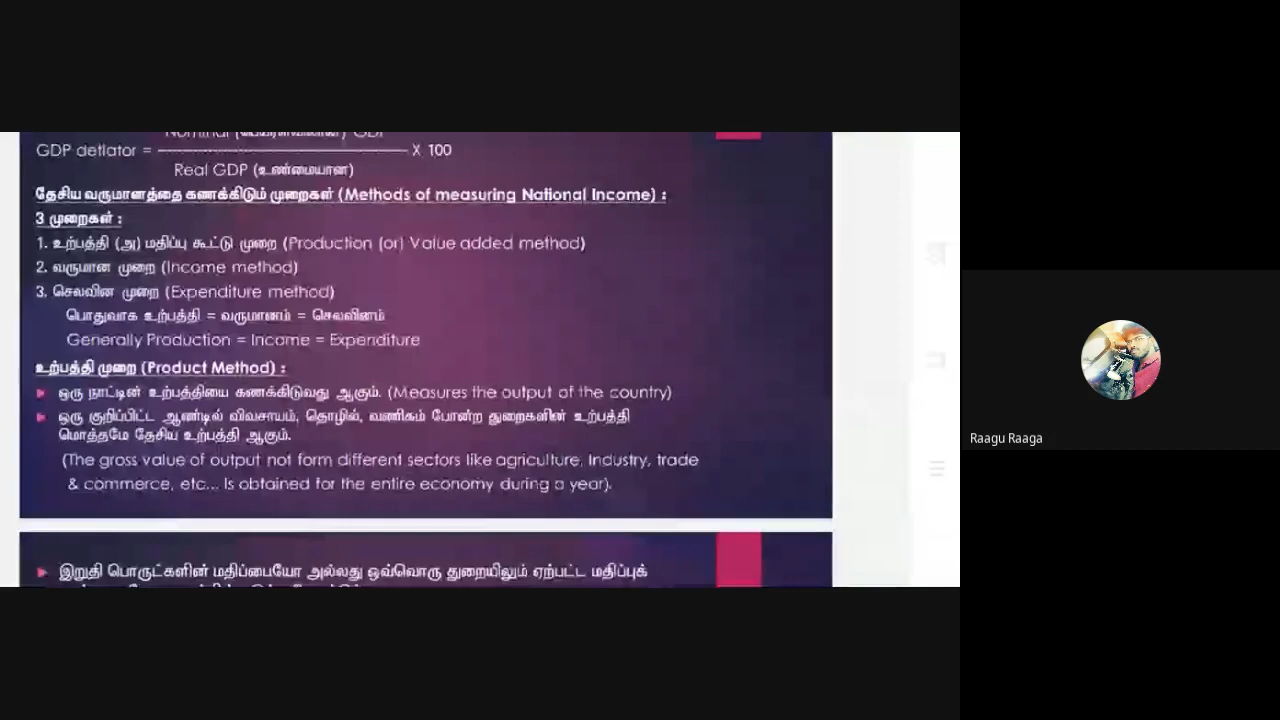 Nominal (பெயரளவிலான) GDP
GDP deflator = ———— X 100
Real GDP (உண்மையான)
தேசிய வருமானத்தை கணக்கிடும் முறைகள் (Methods of measuring National Income) :
3 முறைகள் :
1. உற்பத்தி (அ) மதிப்பு கூட்டு முறை (Production (or) Value added method)
2. வருமான முறை (Income method)
3. செலவின முறை (Expenditure method)
பொதுவாக உற்பத்தி = வருமானம் = செலவினம்
Generally Production = Income = Expenditure
உற்பத்தி முறை (Product Method) :
ஒரு நாட்டின் உற்பத்தியை கணக்கிடுவது ஆகும். (Measures the output of the country)
ஒரு குறிப்பிட்ட ஆண்டில் விவசாயம், தொழில், வணிகம் போன்ற துறைகளின் உற்பத்தி
மொத்தமே தேசிய உற்பத்தி ஆகும்.
(The gross value of output not form different sectors like agriculture, Industry, trade
& commerce, etc... Is obtained for the entire economy during a year).
இறுதி பொருட்களின் மதிப்பையோ அல்லது ஒவ்வொரு துறையிலும் ஏற்பட்ட மதிப்புக்
Raagu Raaga